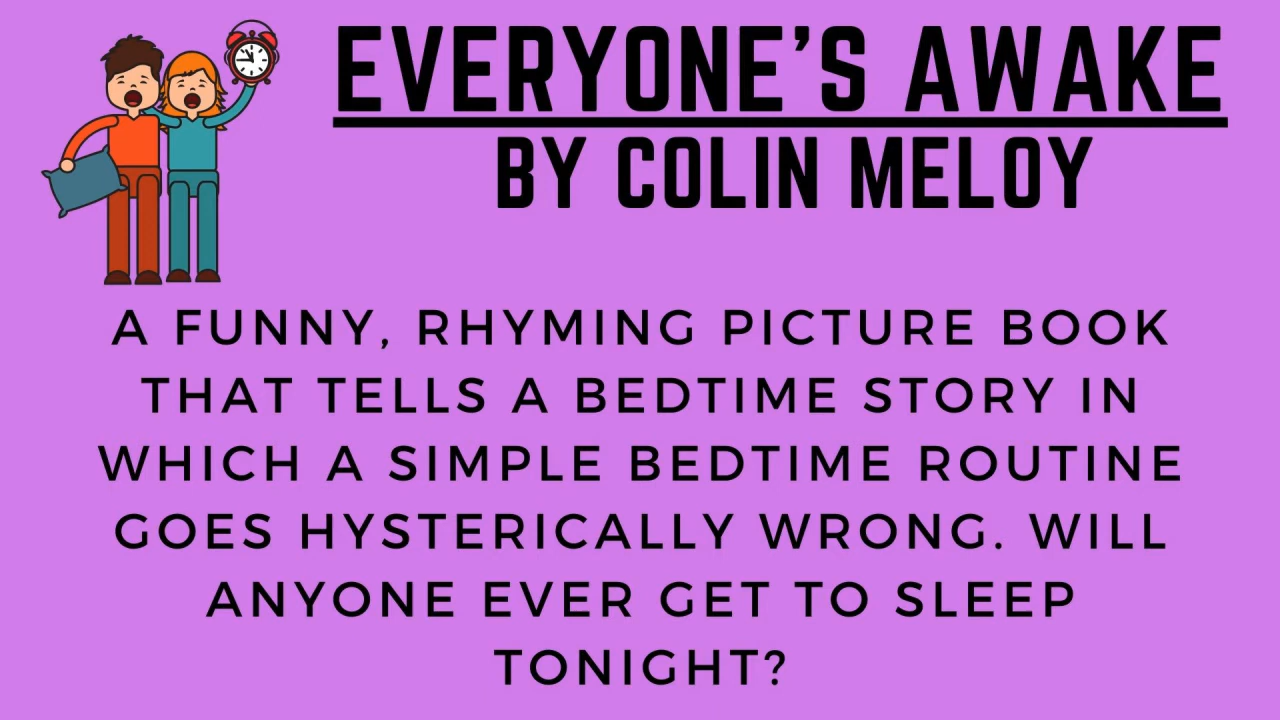 EVERYONE'S AWAKE
BY COLIN MELOY
A FUNNY, RHYMING PICTURE BOOK
THAT TELLS A BEDTIME STORY IN
WHICH A SIMPLE BEDTIME ROUTINE
GOES HYSTERICALLY WRONG. WILL
ANYONE EVER GET TO SLEEP
TONIGHT?